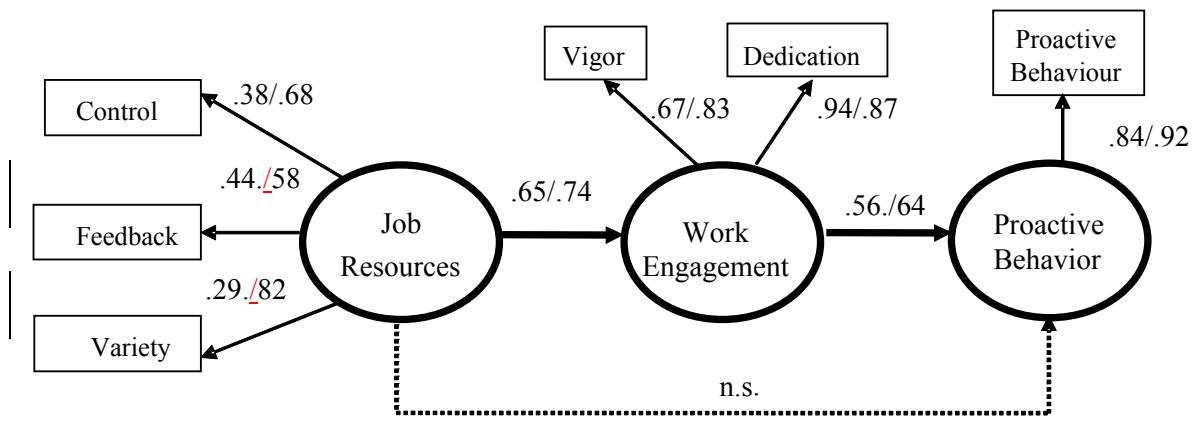 Vigor
Dedication
Proactive
Behaviour
Control
.38/.68
.67/.83
.94/.87
.84/.92
.44./58
Feedback
Job
Resources
.65/.74
Work
Engagement
.56./64
Proactive
Behavior
.29./82
Variety
n.s.